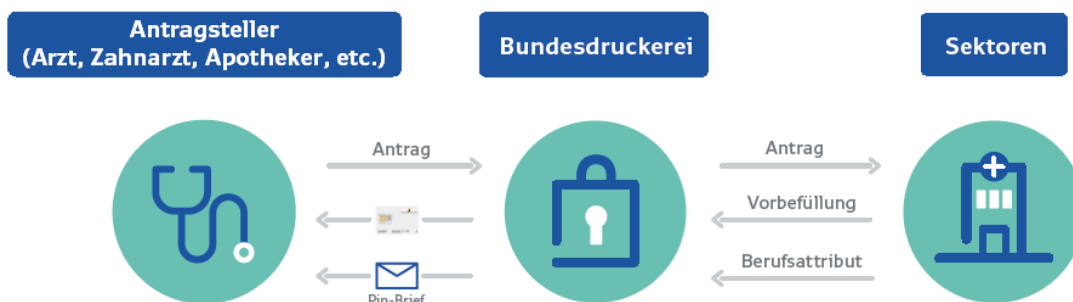 Antragsteller
(Arzt, Zahnarzt, Apotheker, etc.)
Bundesdruckerei
Sektoren
Antrag
Antrag
Vorbefüllung
Berufsattribut
Pin-Brief